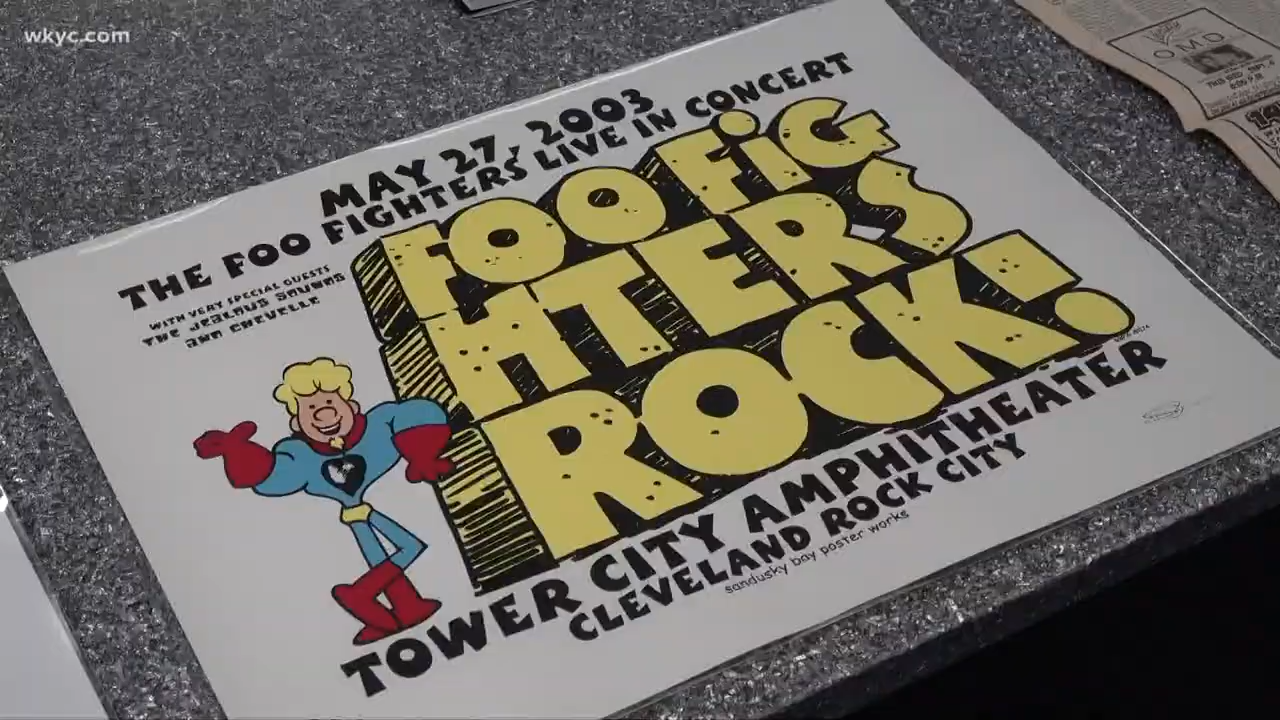 wkyc.com
MAY 27, 2003
THE FOO FIGHTERS LIVE IN CONCERT
WITH VERY SPECIAL GUESTS
THE JEALOUS SOUNDS
AND CHEVELLE
FOO FiG
HTERS
ROCK!
TOWER CITY AMPHITHEATER
CLEVELAND ROCK CITY
sandusky bay poster works
OMD